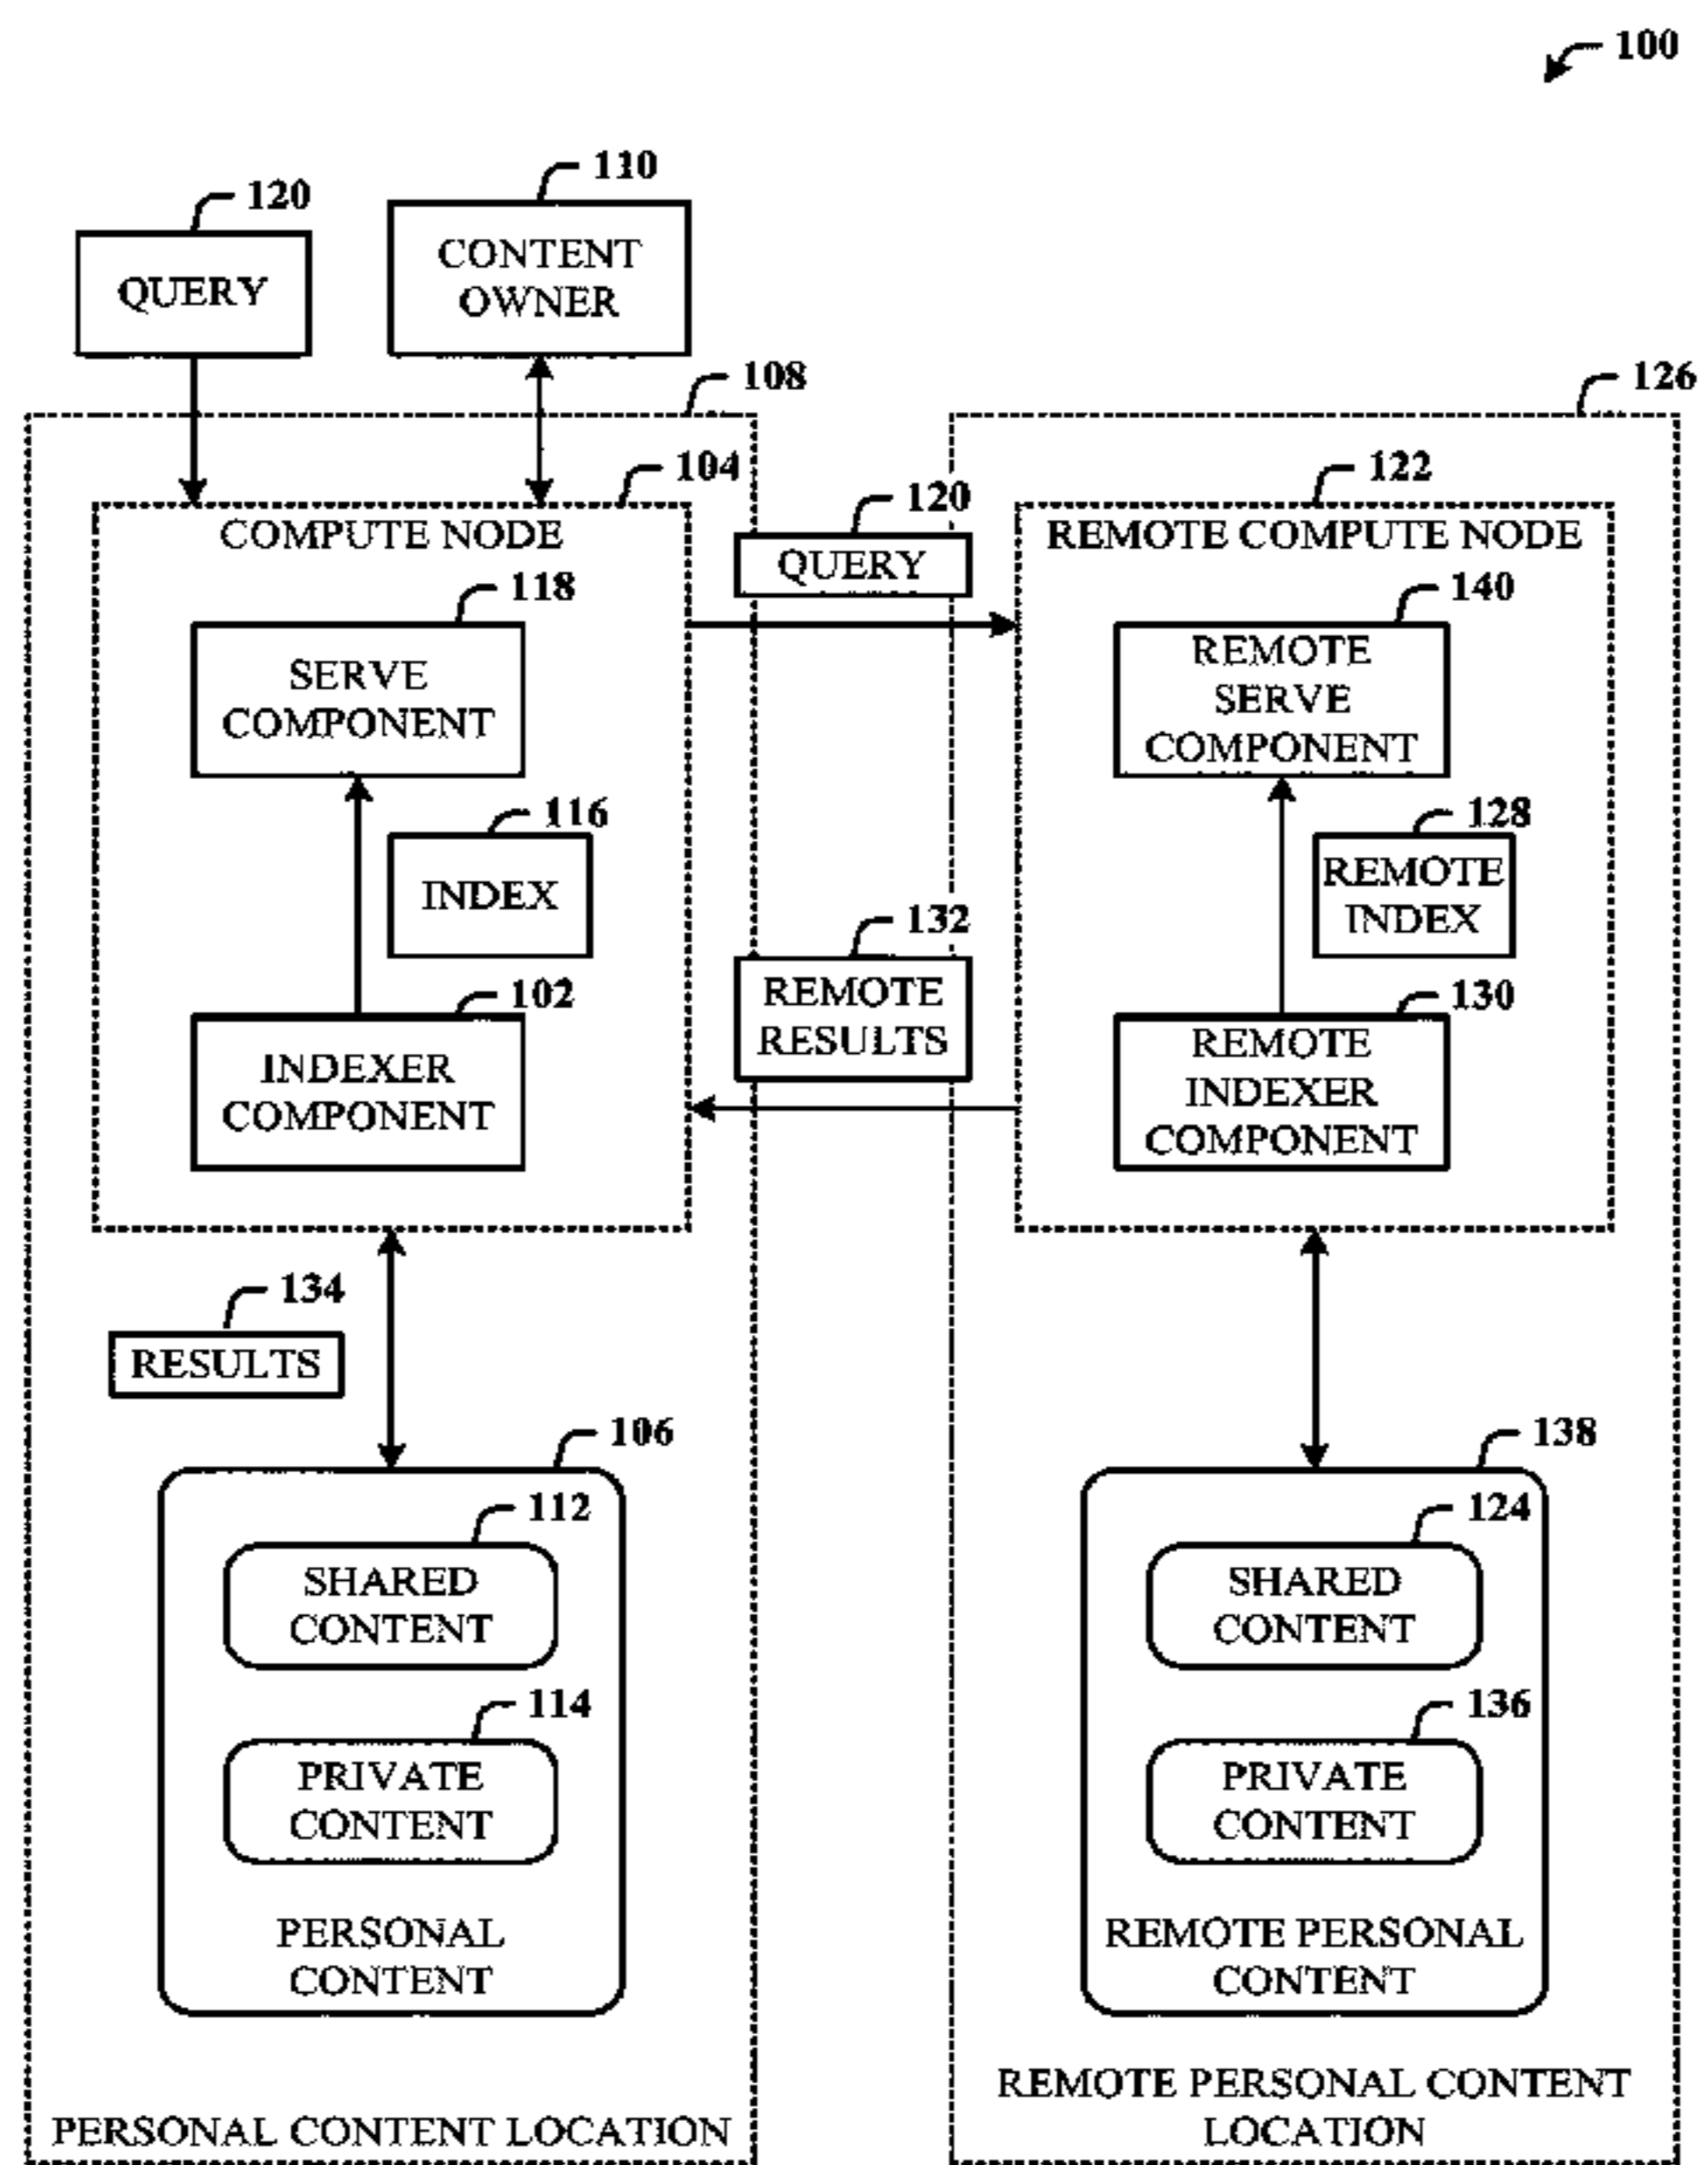 100
120
QUERY
110
CONTENT
OWNER
108
126
104
COMPUTE NODE
120
QUERY
122
REMOTE COMPUTE NODE
118
SERVE
COMPONENT
140
REMOTE
SERVE
COMPONENT
116
INDEX
128
REMOTE
INDEX
132
REMOTE
RESULTS
102
INDEXER
COMPONENT
130
REMOTE
INDEXER
COMPONENT
134
RESULTS
106
138
112
SHARED
CONTENT
124
SHARED
CONTENT
114
PRIVATE
CONTENT
136
PRIVATE
CONTENT
PERSONAL
CONTENT
REMOTE PERSONAL
CONTENT
PERSONAL CONTENT LOCATION
REMOTE PERSONAL CONTENT
LOCATION